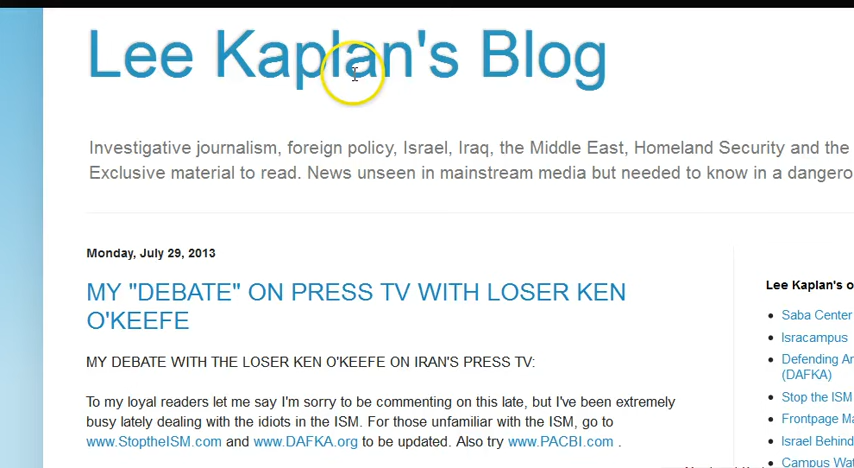 Lee Kaplan's Blog
Investigative journalism, foreign policy, Israel, Iraq, the Middle East, Homeland Security and the
Exclusive material to read. News unseen in mainstream media but needed to know in a
Monday, July 29, 2013
MY "DEBATE" ON PRESS TV WITH LOSER KEN
O'KEEFE
MY DEBATE WITH THE LOSER KEN O'KEEFE ON IRAN'S PRESS TV:
To my loyal readers let me say I'm sorry to be commenting on this late, but I've been extremely
busy lately dealing with the idiots in the ISM. For those unfamiliar with the ISM, go to
www.StoptheISM.com and www.DAFKA.org to be updated. Also try www.PACBI.com .
Lee Kaplan's
Saba Center
Isracampus
Defending
(DAFKA)
Stop the ISM
Frontpage
Israel Behind
Campus